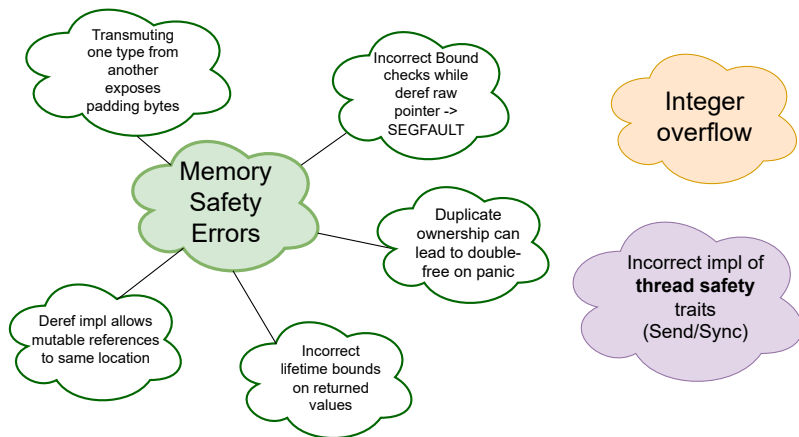 Transmuting
one type from
another
exposes
padding bytes
Incorrect Bound
checks while
deref raw
pointer ->
SEGFAULT
Integer
overflow
Memory
Safety
Errors
Duplicate
ownership can
lead to double-
free on panic
Incorrect impl of
thread safety
traits
(Send/Sync)
Deref impl allows
mutable references
to same location
Incorrect
lifetime bounds
on returned
values